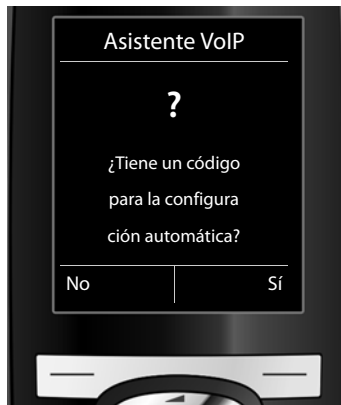 Asistente VoIP
?
¿Tiene un código
para la configura
ción automática?
No Sí